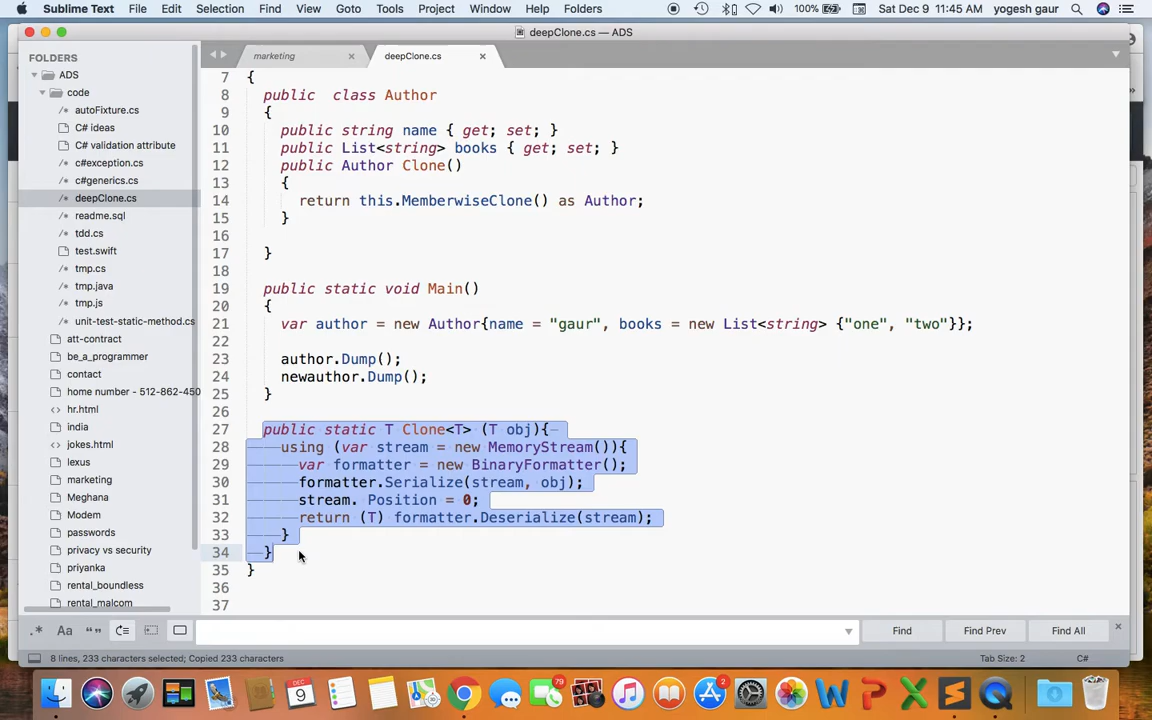 Sublime Text File Edit Selection Find View Goto Tools Project Window Help Folders 100% Sat Dec 9 11:45 AM yogesh gaur
deepClone.cs — ADS
FOLDERS
ADS
code
autoFixture.cs
C# ideas
C# validation attribute
c#exception.cs
c#generics.cs
deepClone.cs
readme.sql
tdd.cs
test.swift
tmp.cs
tmp.java
tmp.js
unit-test-static-method.cs
att-contract
be_a_programmer
contact
home number - 512-862-450
hr.html
india
jokes.html
lexus
marketing
Meghana
Modem
passwords
privacy vs security
priyanka
rental_boundless
rental_malcom
marketing deepClone.cs
7 {
8 public class Author
9 {
10 public string name { get; set; }
11 public List<string> books { get; set; }
12 public Author Clone()
13 {
14 return this.MemberwiseClone() as Author;
15 }
16
17 }
18
19 public static void Main()
20 {
21 var author = new Author{name = "gaur", books = new List<string> {"one", "two"}};
22
23 author.Dump();
24 newauthor.Dump();
25 }
26
27 public static T Clone<T> (T obj){
28 using (var stream = new MemoryStream()){
29 var formatter = new BinaryFormatter();
30 formatter.Serialize(stream, obj);
31 stream. Position = 0;
32 return (T) formatter.Deserialize(stream);
33 }
34 }
35 }
36
37
.* Aa “” Find Find Prev Find All
8 lines, 233 characters selected; Copied 233 characters Tab Size: 2 C#
DEC 9 79 2